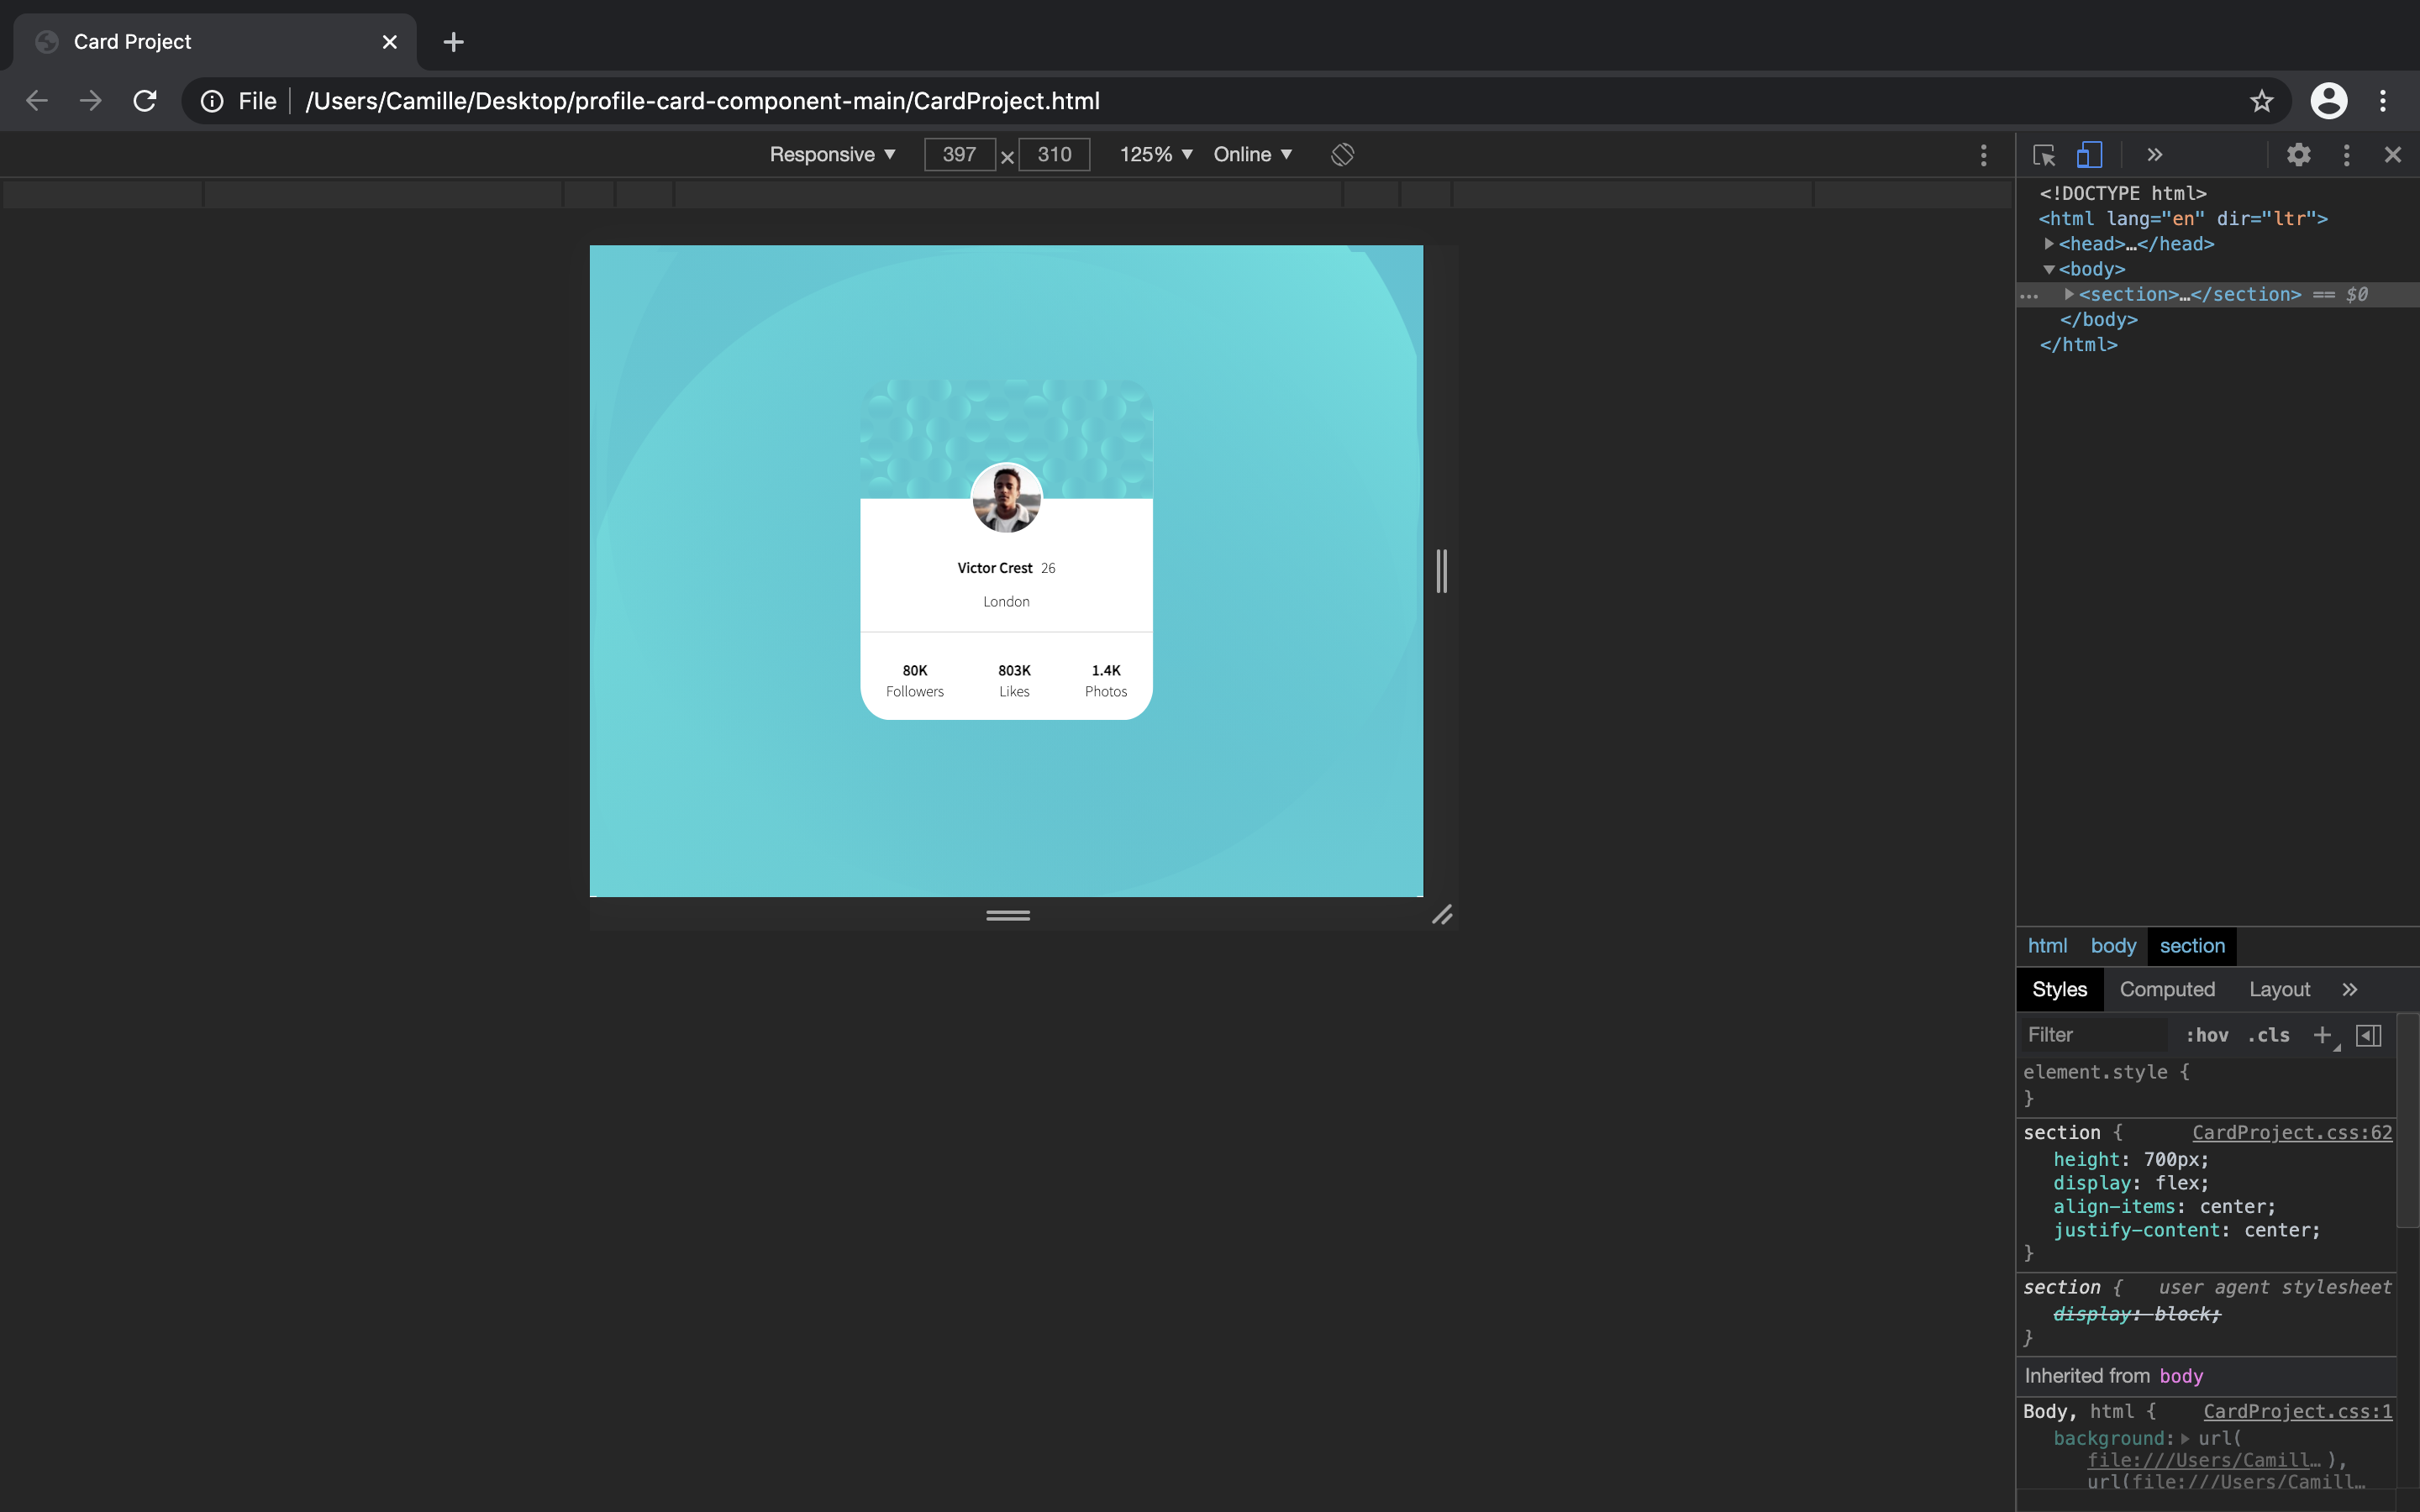 Card Project
File /Users/Camille/Desktop/profile-card-component-main/CardProject.html
Responsive ▼ 397 × 310 125% ▼ Online ▼
<!DOCTYPE html>
<html lang="en" dir="ltr">
<head>…</head>
<body>
<section>…</section> == $0
</body>
</html>
Victor Crest 26
London
80K 803K 1.4K
Followers Likes Photos
html body section
Styles Computed Layout »
Filter :hov .cls +
element.style {
}
section { CardProject.css:62
height: 700px;
display: flex;
align-items: center;
justify-content: center;
}
section { user agent stylesheet
display: block;
}
Inherited from body
Body, html { CardProject.css:1
background: url(
file:///Users/Camill… ),
url(file:///Users/Camill…